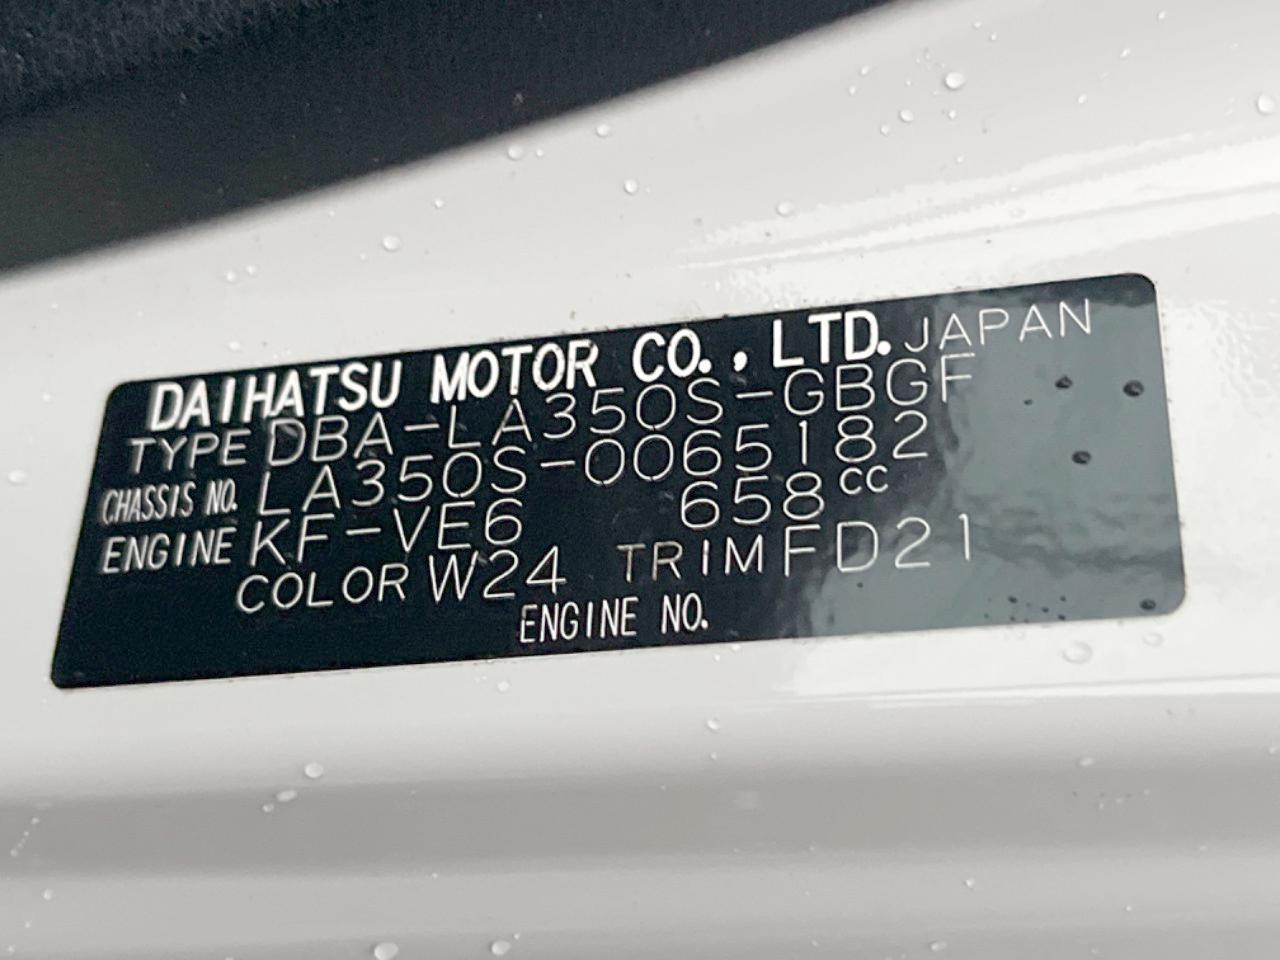 DAIHATSU MOTOR CO., LTD. JAPAN
TYPE DBA-LA350S-GBGF
CHASSIS NO. LA350S-0065182
ENGINE KF-VE6 658cc
COLOR W24 TRIM FD21
ENGINE NO.